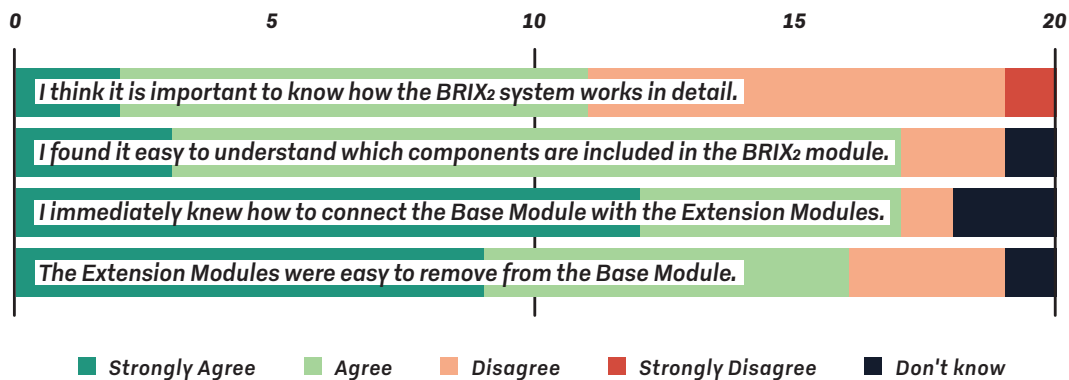 0 5 10 15 20
I think it is important to know how the BRIX₂ system works in detail.
I found it easy to understand which components are included in the BRIX₂ module.
I immediately knew how to connect the Base Module with the Extension Modules.
The Extension Modules were easy to remove from the Base Module.
Strongly Agree Agree Disagree Strongly Disagree Don't know